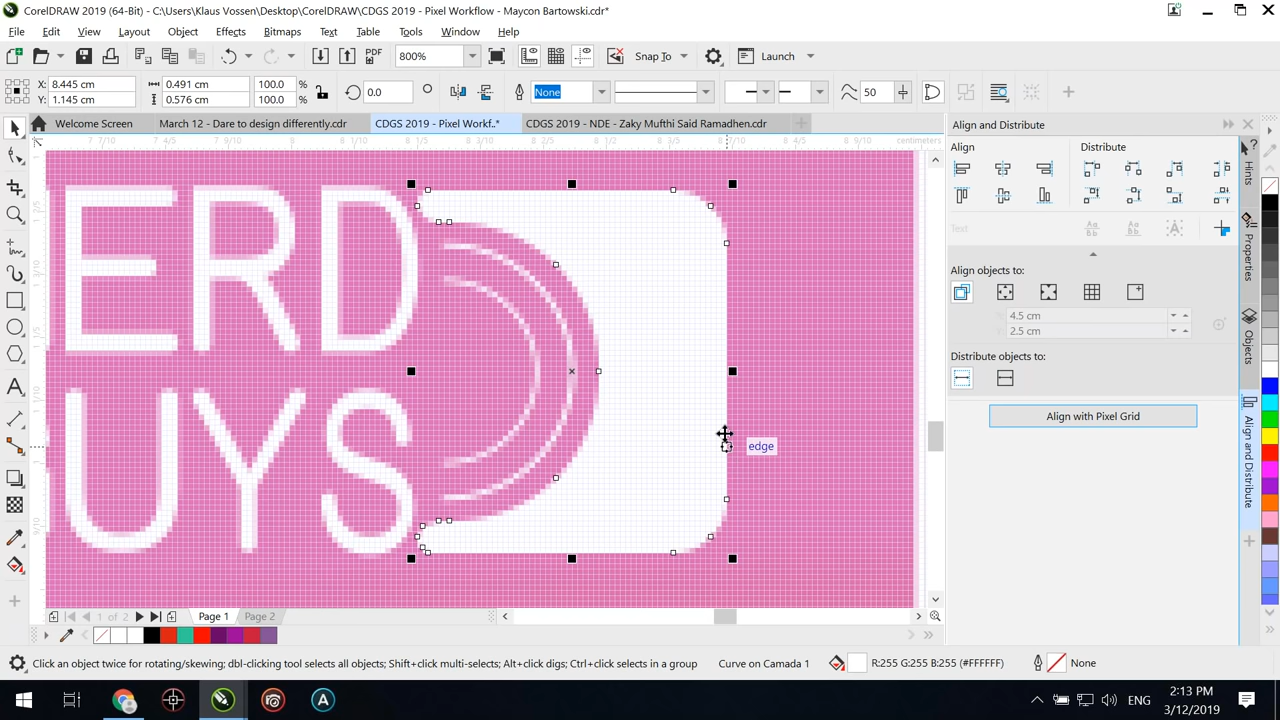 CorelDRAW 2019 (64-Bit) - C:\Users\Klaus Vossen\Desktop\CorelDRAW\CDGS 2019 - Pixel Workflow - Maycon Bartowski.cdr*
File Edit View Layout Object Effects Bitmaps Text Table Tools Window Help
PDF 800% Snap To Launch
X: 8.445 cm 0.491 cm 100.0 % 0.0 None 50
Y: 1.145 cm 0.576 cm 100.0 %
Welcome Screen March 12 - Dare to design differently.cdr CDGS 2019 - Pixel Workf..* CDGS 2019 - NDE - Zaky Mufthi Said Ramadhen.cdr
centimeters
ERD
UYS
edge
Align and Distribute
Align Distribute
Text
Align objects to:
4.5 cm
2.5 cm
Distribute objects to:
Align with Pixel Grid
Hints
Properties
Objects
Align and Distribute
1 of 2 Page 1 Page 2
Click an object twice for rotating/skewing; dbl-clicking tool selects all objects; Shift+click multi-selects; Alt+click digs; Ctrl+click selects in a group Curve on Camada 1 R:255 G:255 B:255 (#FFFFFF) None
ENG
2:13 PM
3/12/2019